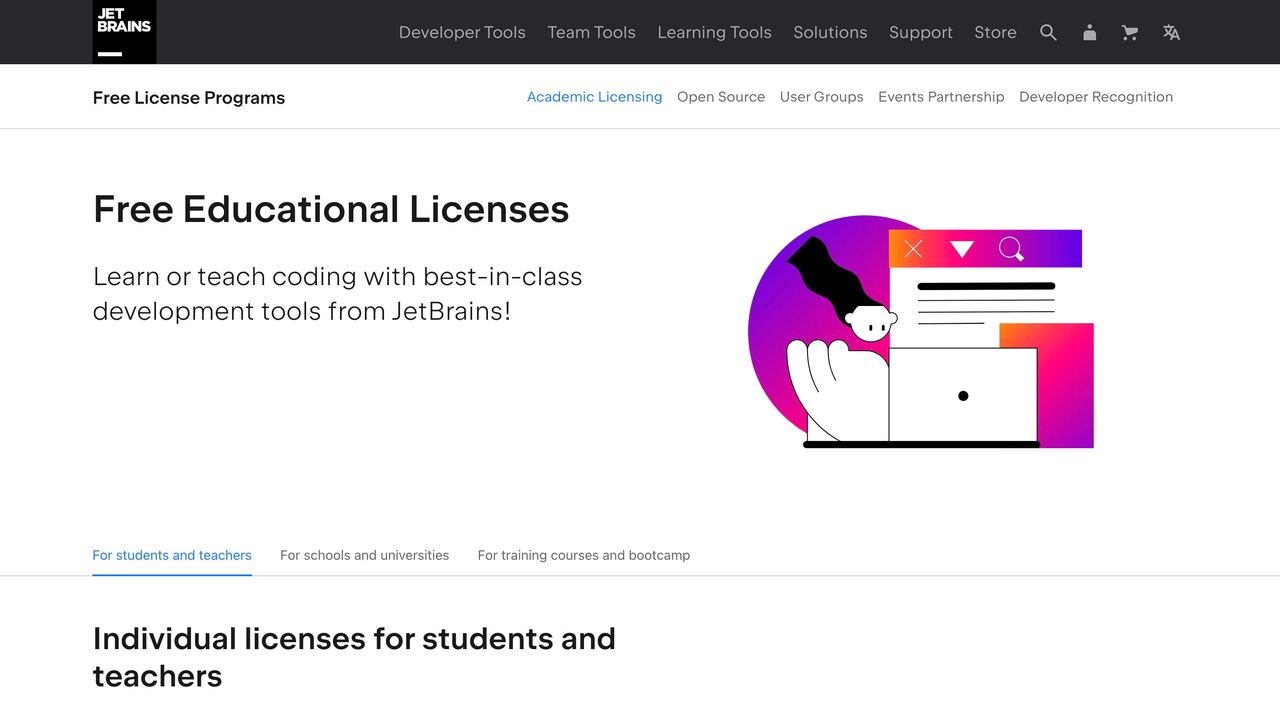 JET
BRAINS
Developer Tools
Team Tools
Learning Tools
Solutions
Support
Store
Free License Programs
Academic Licensing
Open Source
User Groups
Events Partnership
Developer Recognition
Free Educational Licenses
Learn or teach coding with best-in-class
development tools from JetBrains!
For students and teachers
For schools and universities
For training courses and bootcamp
Individual licenses for students and
teachers